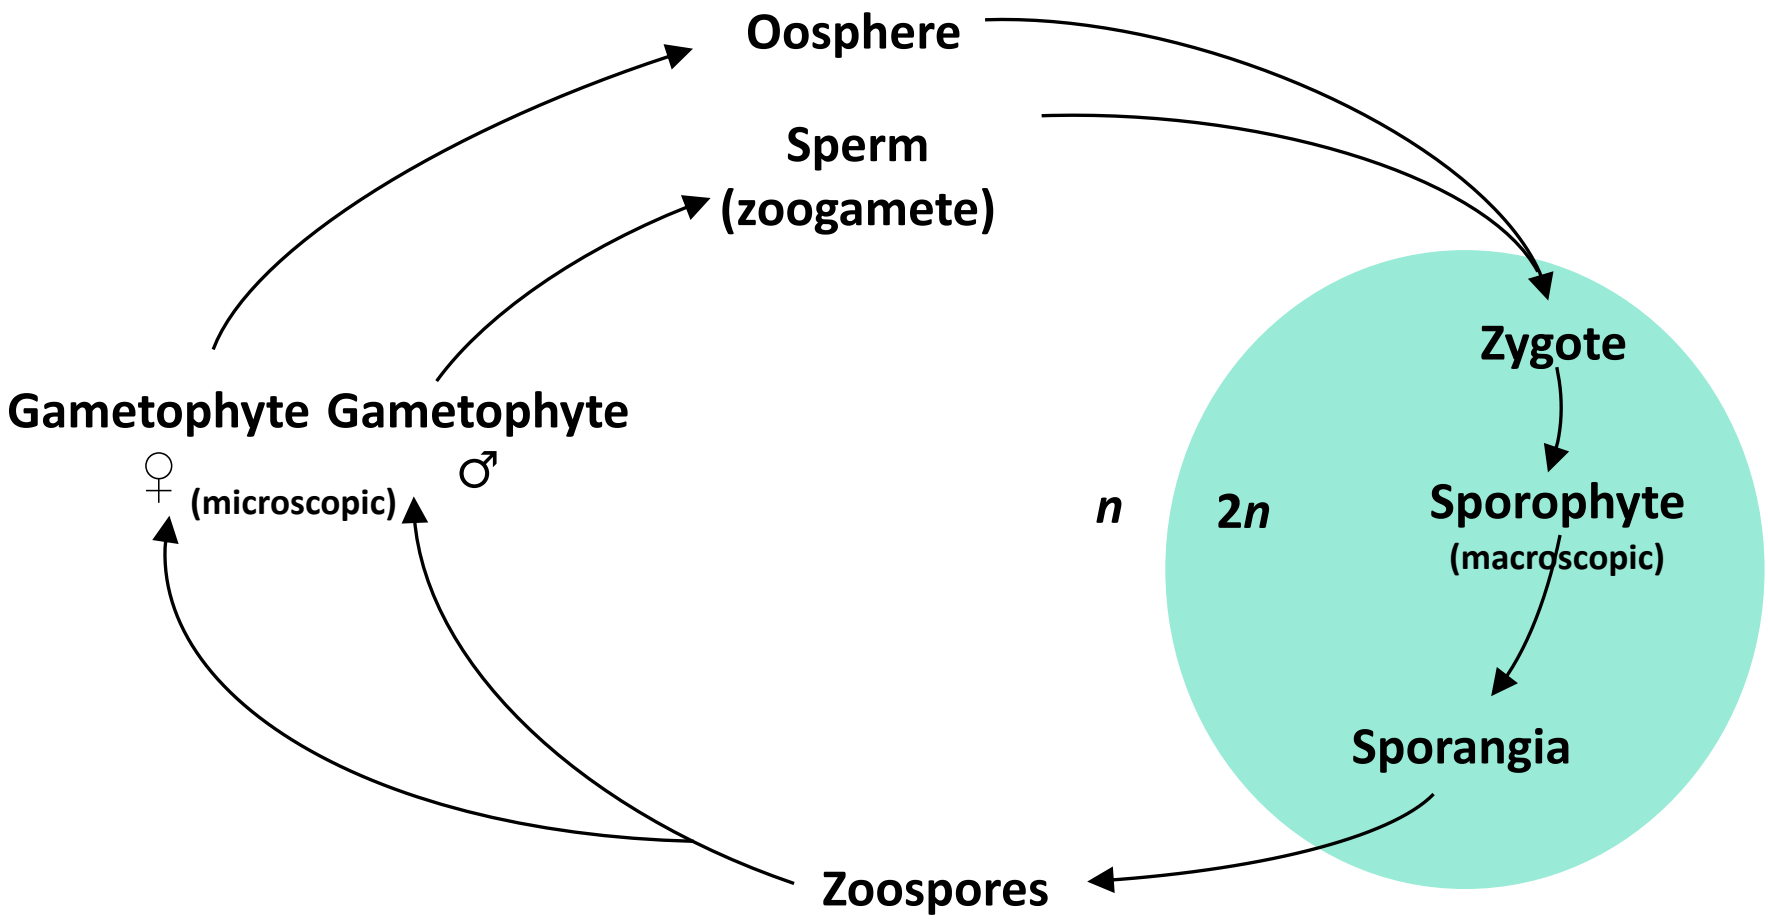 Oosphere
Sperm
(zoogamete)
Zygote
Gametophyte Gametophyte
♀ (microscopic) ♂
n 2n
Sporophyte
(macroscopic)
Sporangia
Zoospores